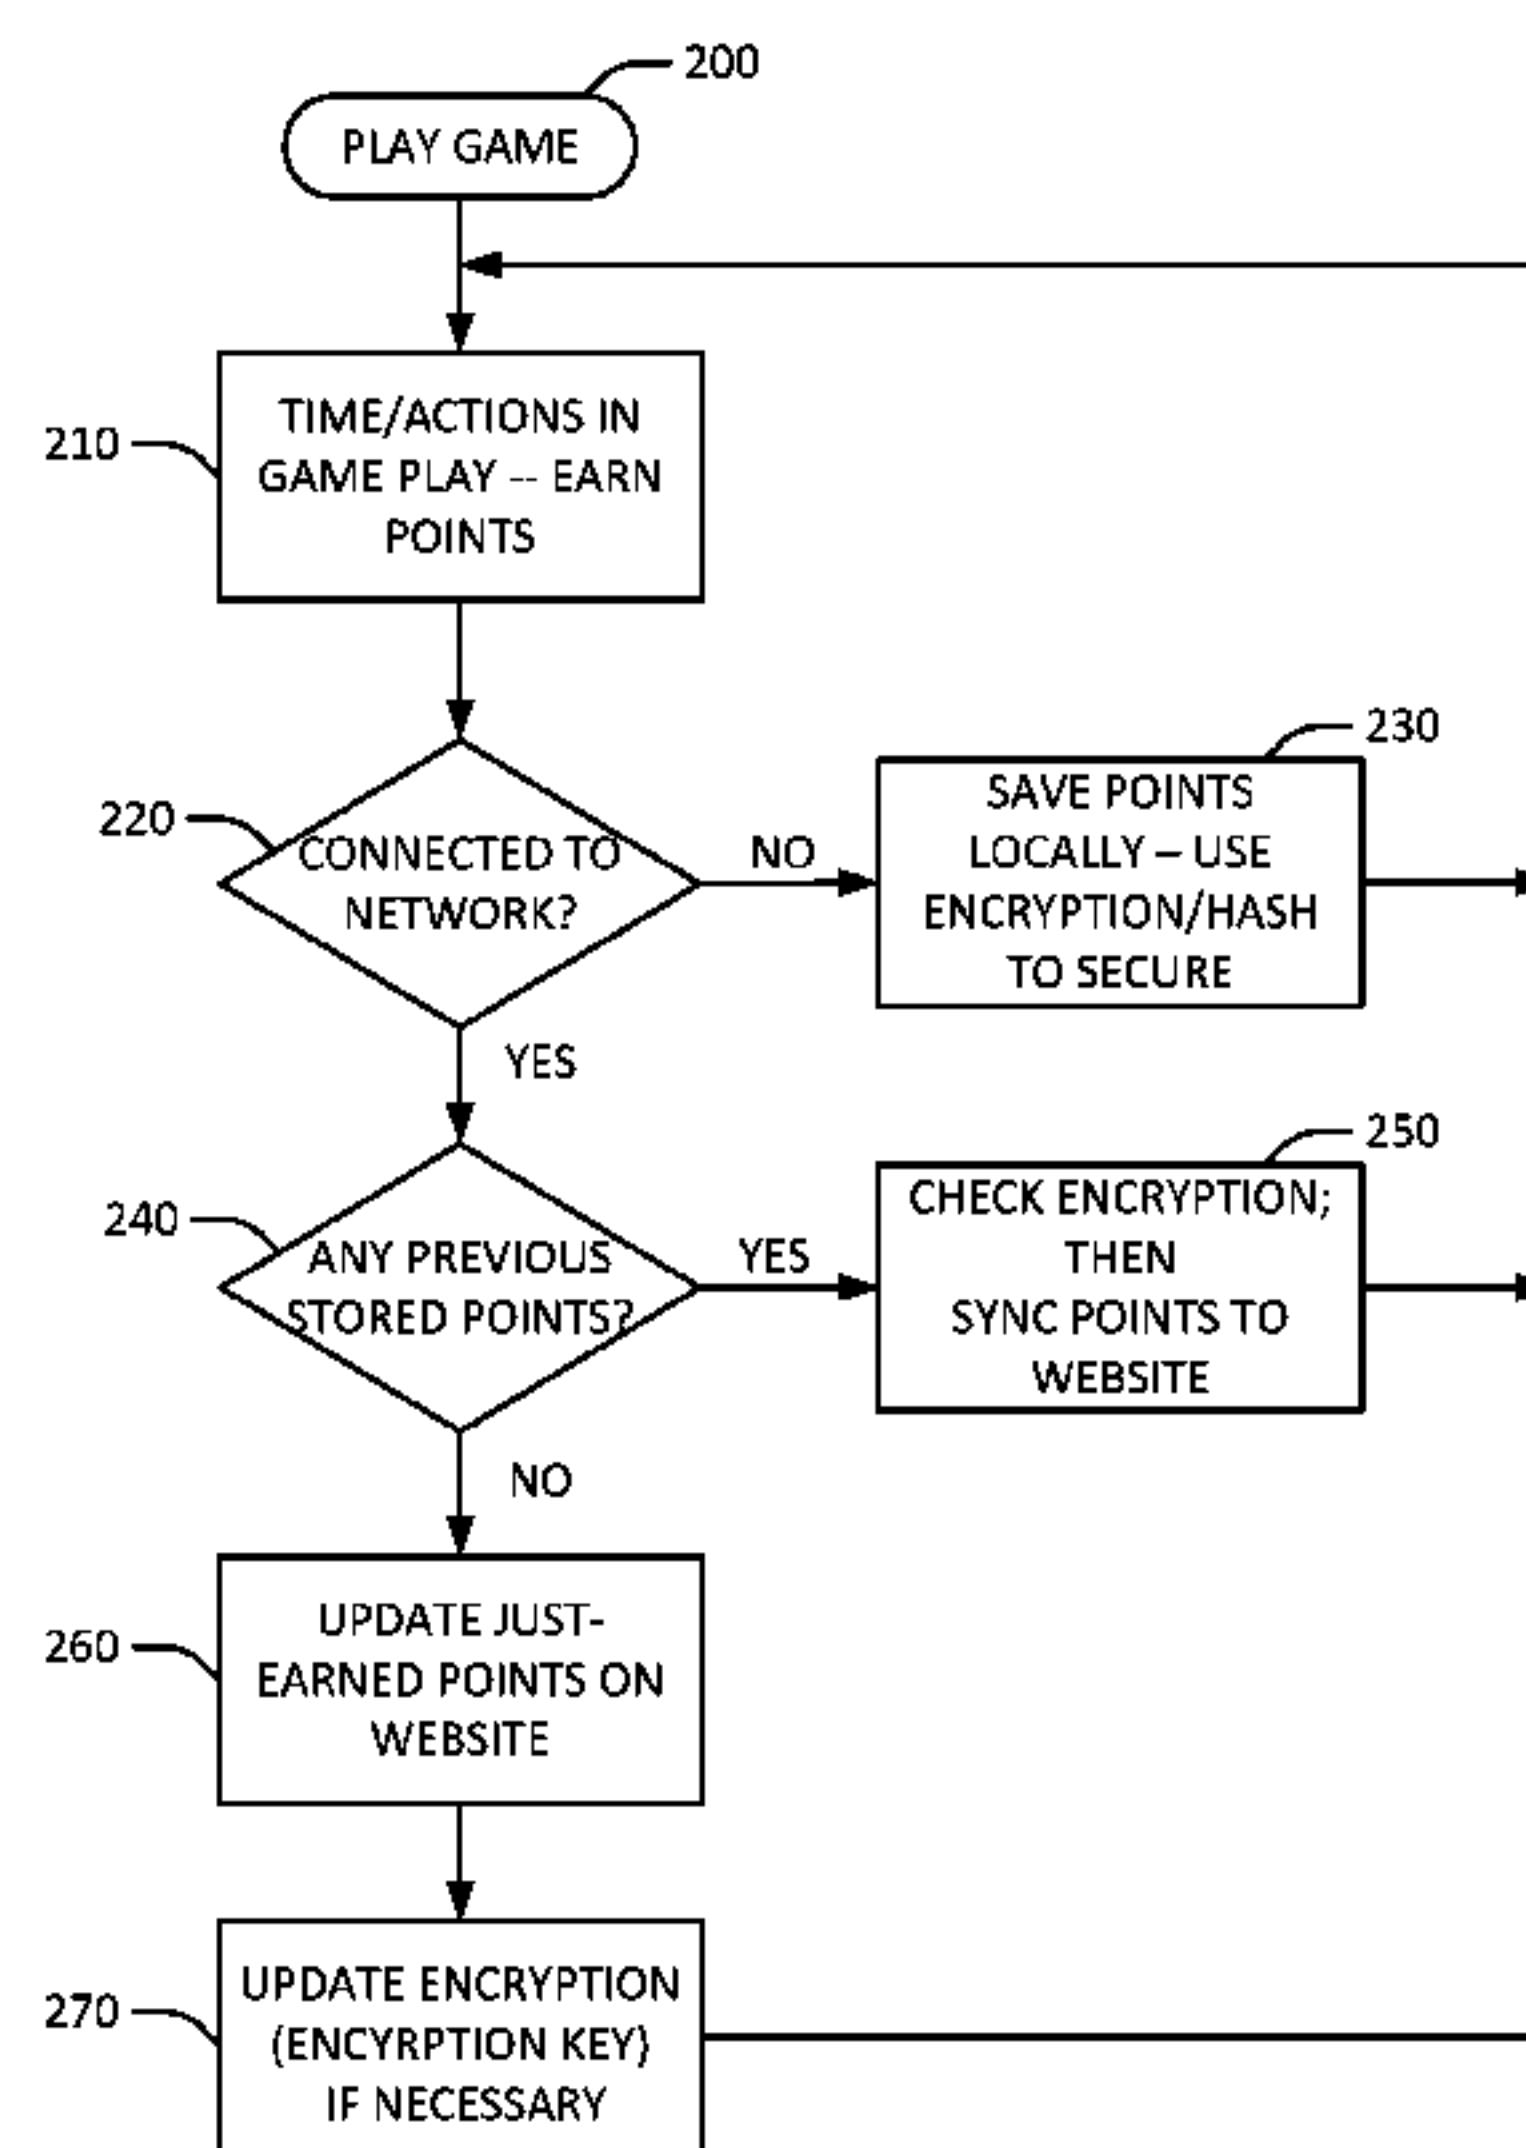 200
PLAY GAME
210
TIME/ACTIONS IN
GAME PLAY -- EARN
POINTS
220
CONNECTED TO
NETWORK?
NO
230
SAVE POINTS
LOCALLY – USE
ENCRYPTION/HASH
TO SECURE
YES
240
ANY PREVIOUS
STORED POINTS?
YES
250
CHECK ENCRYPTION;
THEN
SYNC POINTS TO
WEBSITE
NO
260
UPDATE JUST-
EARNED POINTS ON
WEBSITE
270
UPDATE ENCRYPTION
(ENCYRPTION KEY)
IF NECESSARY